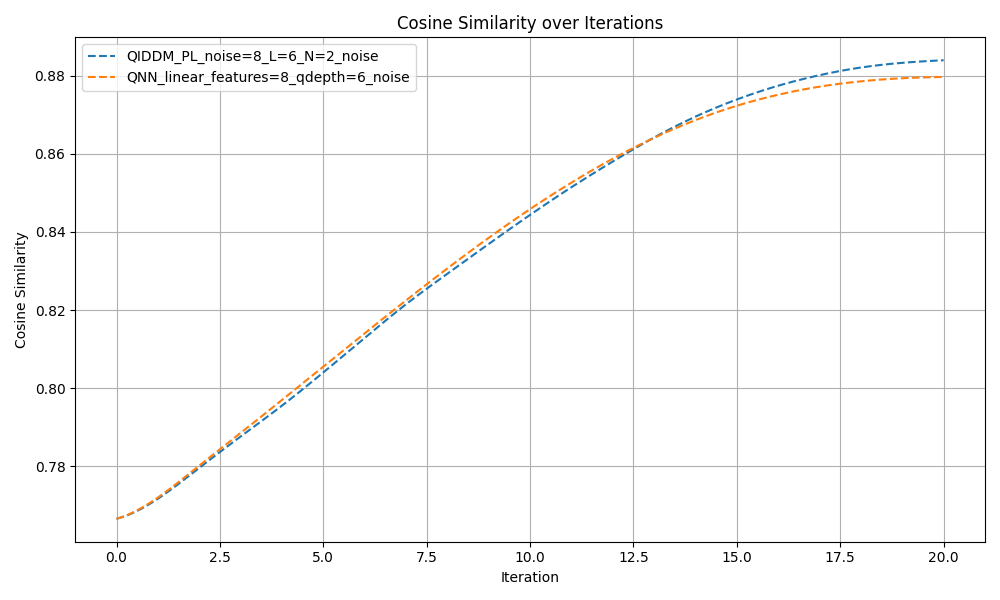 Cosine Similarity over Iterations
QIDDM_PL_noise=8_L=6_N=2_noise
QNN_linear_features=8_qdepth=6_noise
Cosine Similarity
0.88
0.86
0.84
0.82
0.80
0.78
0.0 2.5 5.0 7.5 10.0 12.5 15.0 17.5 20.0
Iteration